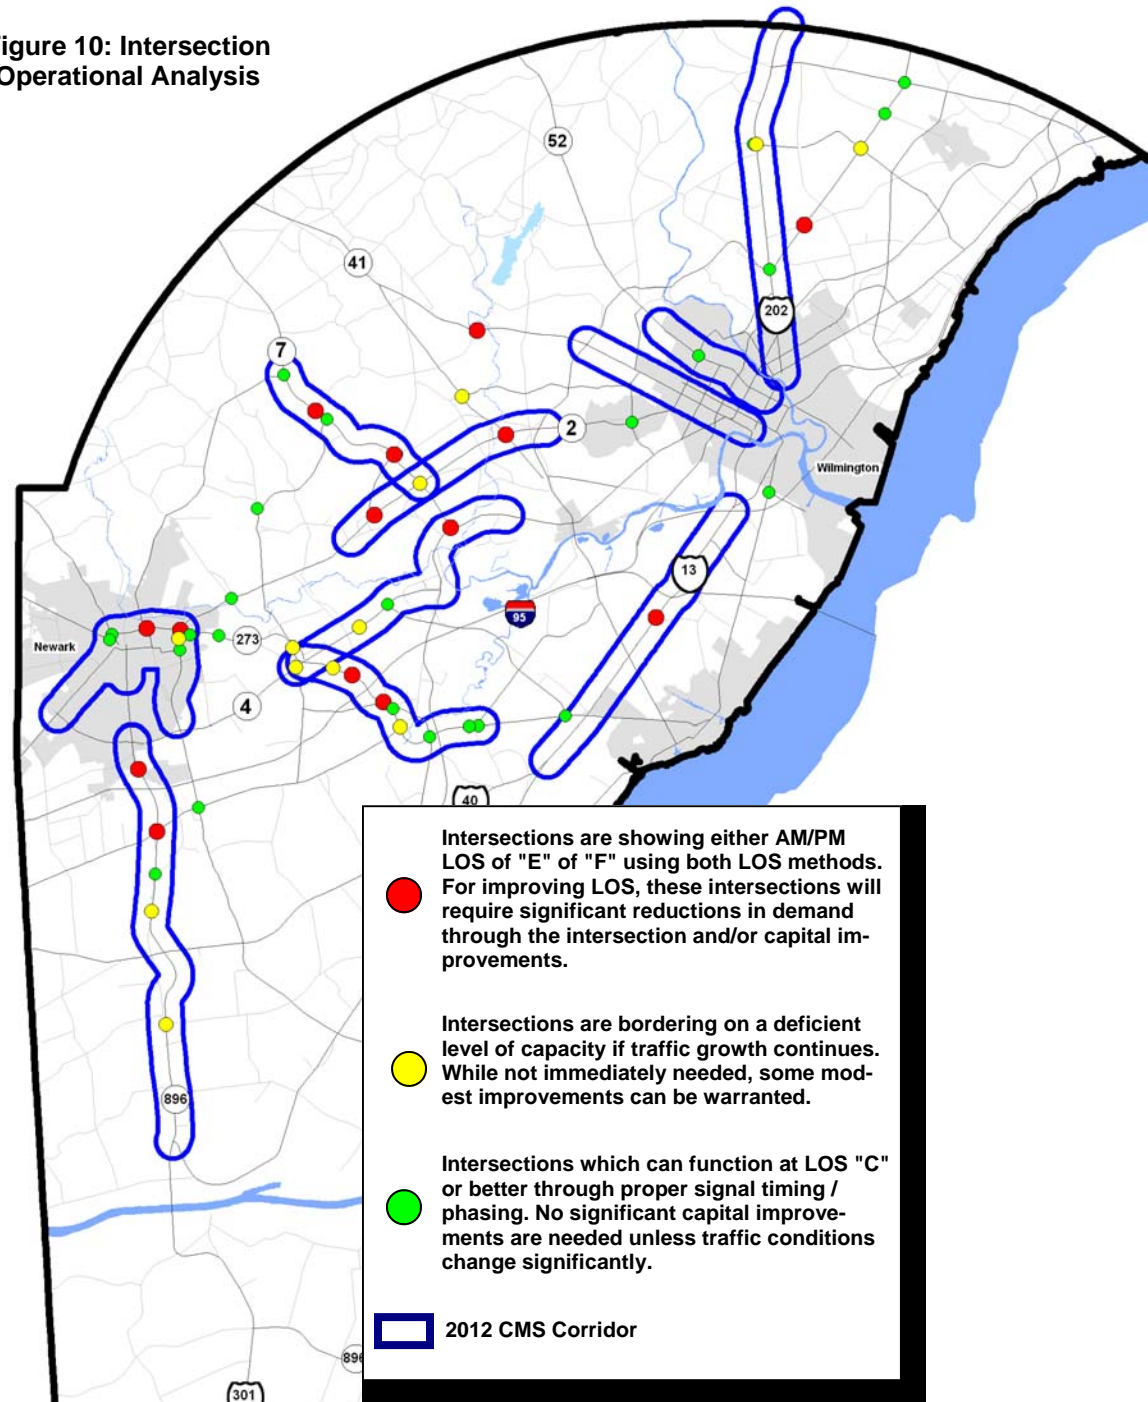 igure 10: Intersection
Operational Analysis
52
41
202
7
2
Wilmington
13
95
Newark
273
4
40
896
896
301
Intersections are showing either AM/PM
LOS of "E" of "F" using both LOS methods.
For improving LOS, these intersections will
require significant reductions in demand
through the intersection and/or capital im-
provements.
Intersections are bordering on a deficient
level of capacity if traffic growth continues.
While not immediately needed, some mod-
est improvements can be warranted.
Intersections which can function at LOS "C"
or better through proper signal timing /
phasing. No significant capital improve-
ments are needed unless traffic conditions
change significantly.
2012 CMS Corridor